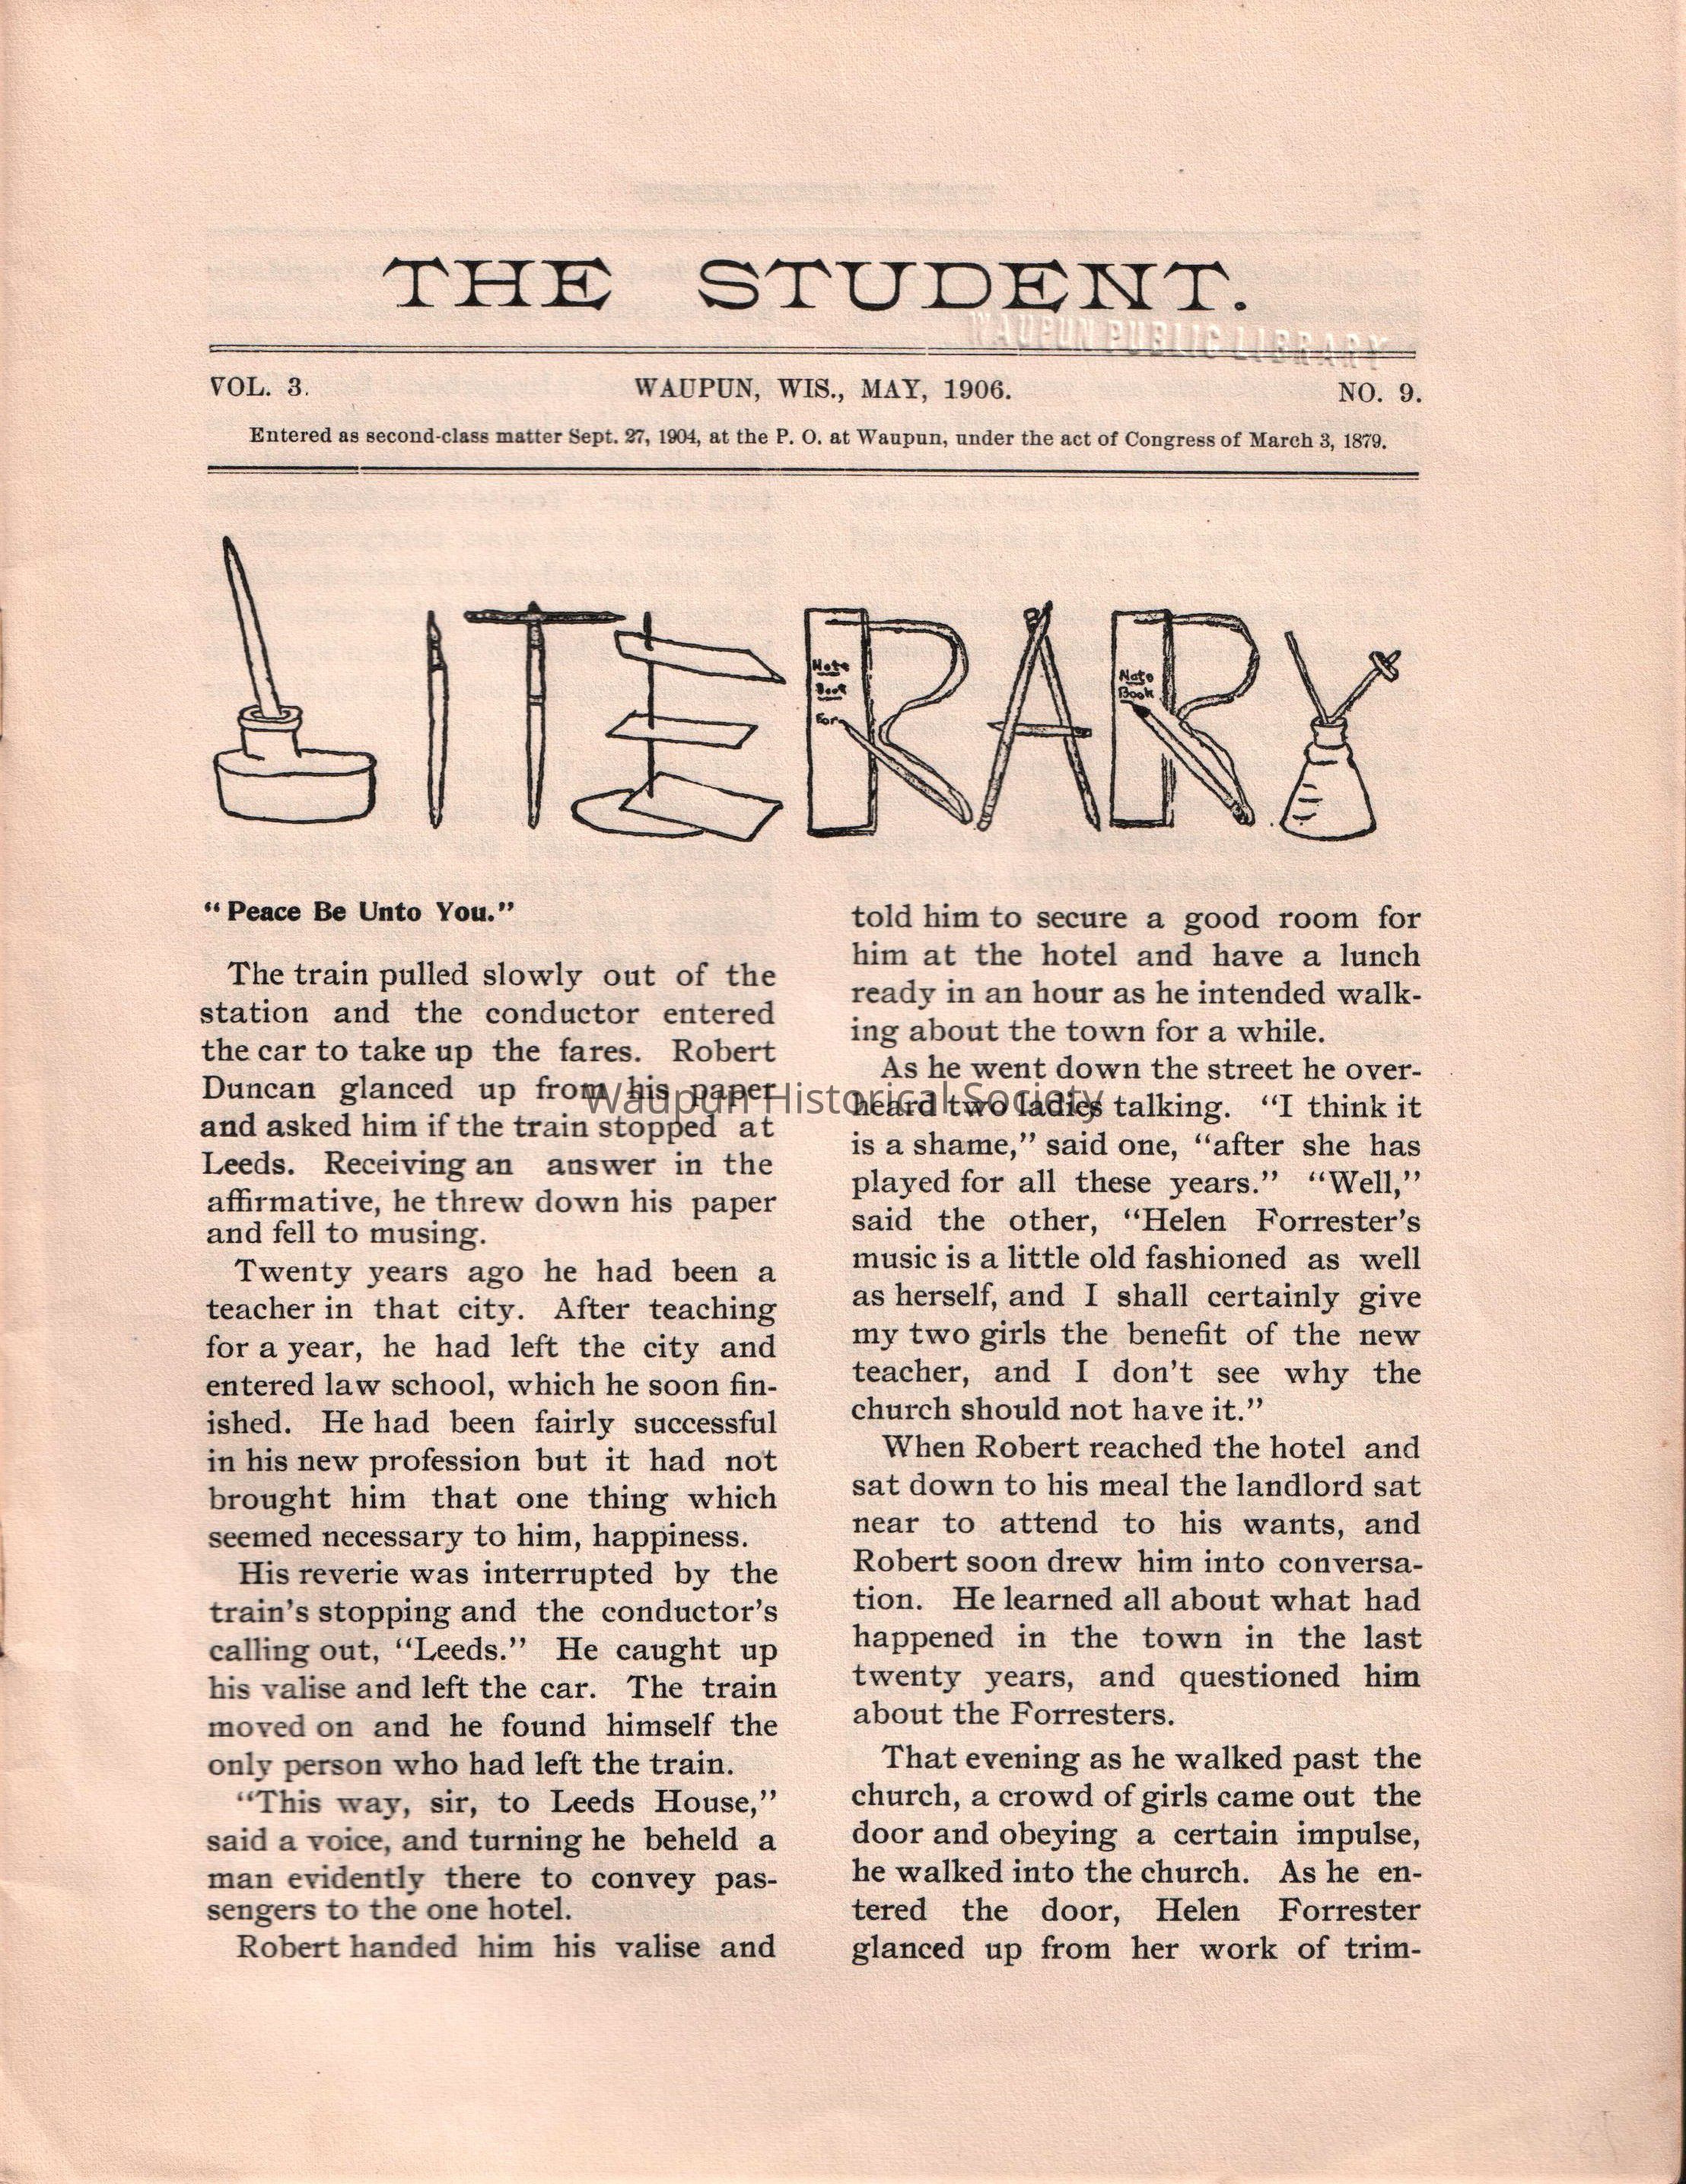 THE STUDENT.
WAUPUN PUBLIC LIBRARY
VOL. 3. WAUPUN, WIS., MAY, 1906. NO. 9.
Entered as second-class matter Sept. 27, 1904, at the P. O. at Waupun, under the act of Congress of March 3, 1879.
LITERARY
Note
Book
For
Note
Book
"Peace Be Unto You."
The train pulled slowly out of the
station and the conductor entered
the car to take up the fares. Robert
Duncan glanced up from his paper
and asked him if the train stopped at
Leeds. Receiving an answer in the
affirmative, he threw down his paper
and fell to musing.
Twenty years ago he had been a
teacher in that city. After teaching
for a year, he had left the city and
entered law school, which he soon fin-
ished. He had been fairly successful
in his new profession but it had not
brought him that one thing which
seemed necessary to him, happiness.
His reverie was interrupted by the
train's stopping and the conductor's
calling out, "Leeds." He caught up
his valise and left the car. The train
moved on and he found himself the
only person who had left the train.
"This way, sir, to Leeds House,"
said a voice, and turning he beheld a
man evidently there to convey pas-
sengers to the one hotel.
Robert handed him his valise and
told him to secure a good room for
him at the hotel and have a lunch
ready in an hour as he intended walk-
ing about the town for a while.
As he went down the street he over-
heard two ladies talking. "I think it
is a shame," said one, "after she has
played for all these years." "Well,"
said the other, "Helen Forrester's
music is a little old fashioned as well
as herself, and I shall certainly give
my two girls the benefit of the new
teacher, and I don't see why the
church should not have it."
When Robert reached the hotel and
sat down to his meal the landlord sat
near to attend to his wants, and
Robert soon drew him into conversa-
tion. He learned all about what had
happened in the town in the last
twenty years, and questioned him
about the Forresters.
That evening as he walked past the
church, a crowd of girls came out the
door and obeying a certain impulse,
he walked into the church. As he en-
tered the door, Helen Forrester
glanced up from her work of trim-
Waupun Historical Society